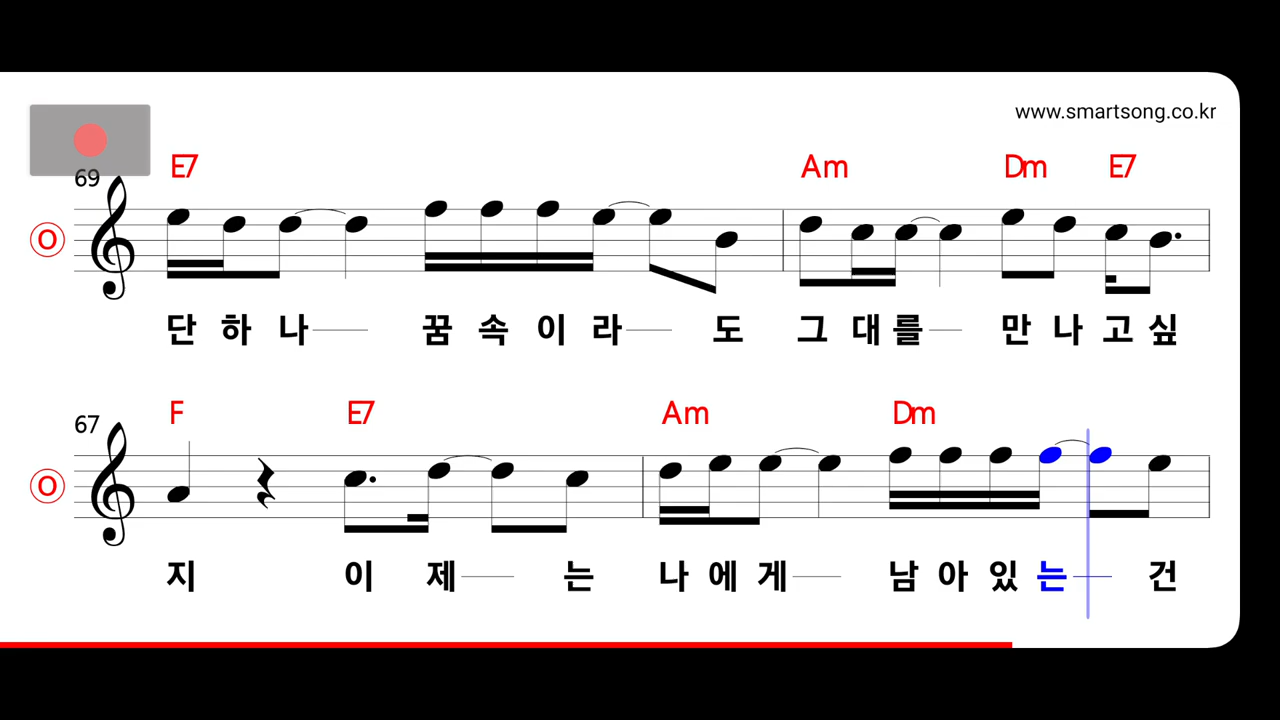 www.smartsong.co.kr
69 E7 Am Dm E7
O
단 하 나 꿈 속 이 라 도 그 대 를 만 나 고 싶
67 F E7 Am Dm
O
지 이 제 는 나 에 게 남 아 있 는 건